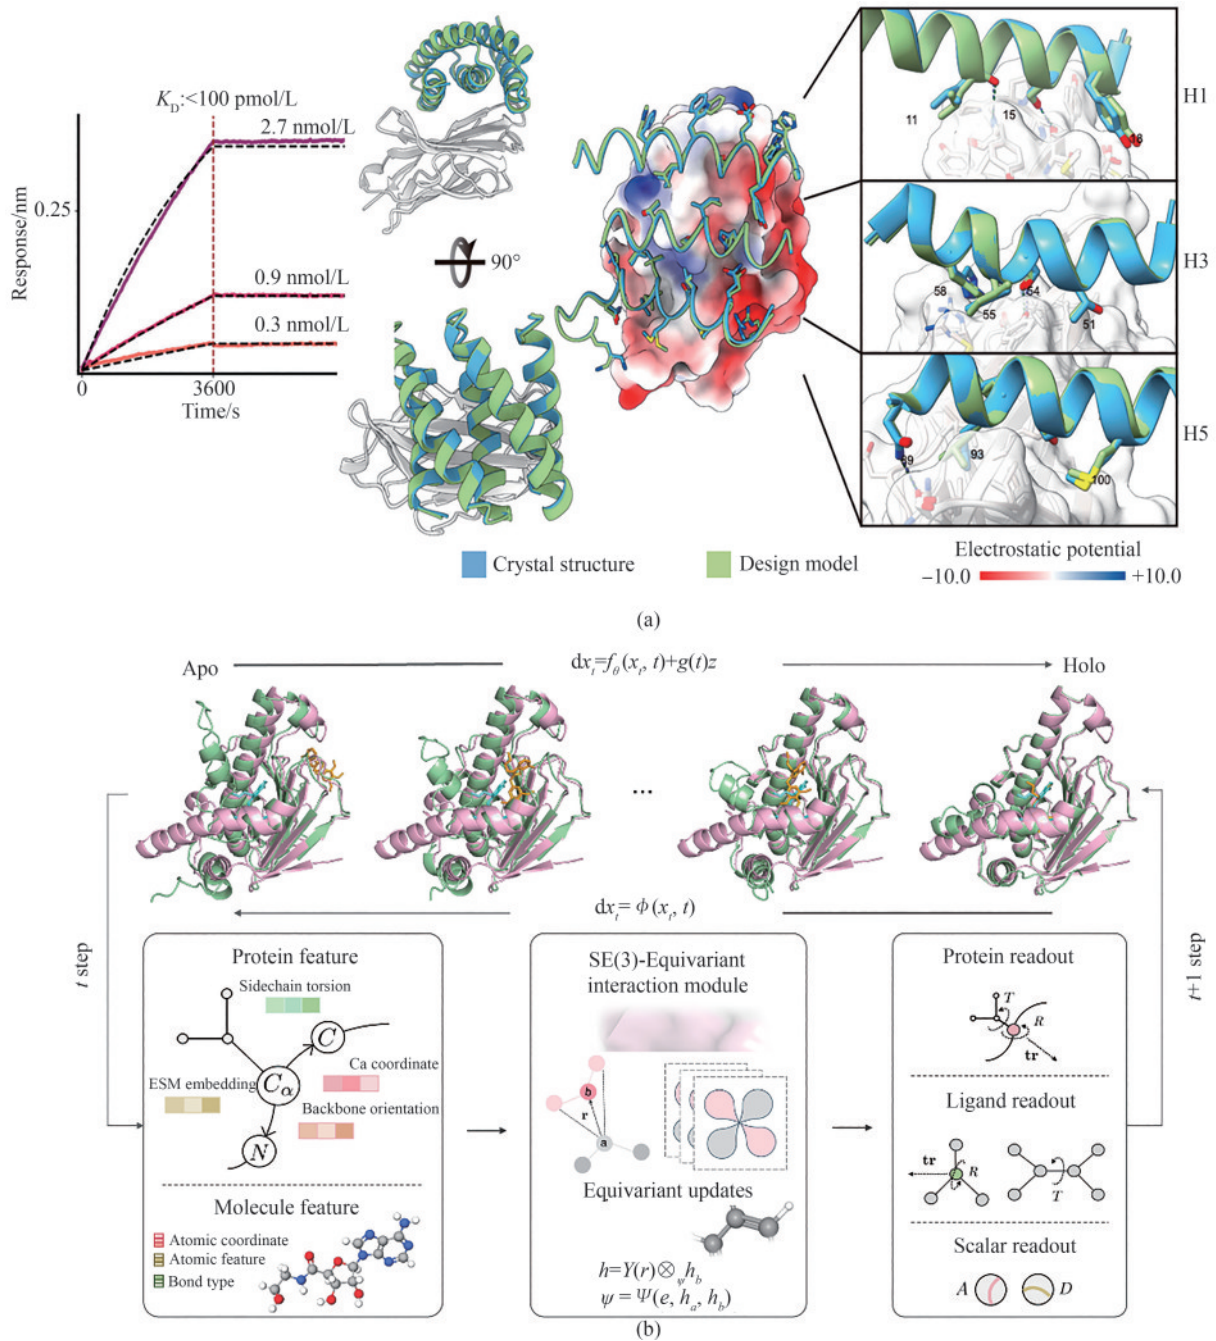 (a)
K_D:<100 pmol/L
2.7 nmol/L
0.25
Response/nm
0.9 nmol/L
0.3 nmol/L
0
3600
Time/s
90°
11
15
H1
58
55
54
51
H3
93
100
H5
Crystal structure
Design model
Electrostatic potential
−10.0
+10.0
(a)
Apo
dx_t=f_θ(x_t, t)+g(t)z
Holo
...
dx_t= ϕ(x_t, t)
t step
t+1 step
Protein feature
Sidechain torsion
C
Ca coordinate
ESM embedding
C_α
Backbone orientation
N
Molecule feature
Atomic coordinate
Atomic feature
Bond type
SE(3)-Equivariant
interaction module
b
r
a
Equivariant updates
h=Y(r)⊗_ψ h_b
ψ = Ψ(e, h_a, h_b)
Protein readout
T
R
tr
Ligand readout
tr
R
T
Scalar readout
A
D
(b)